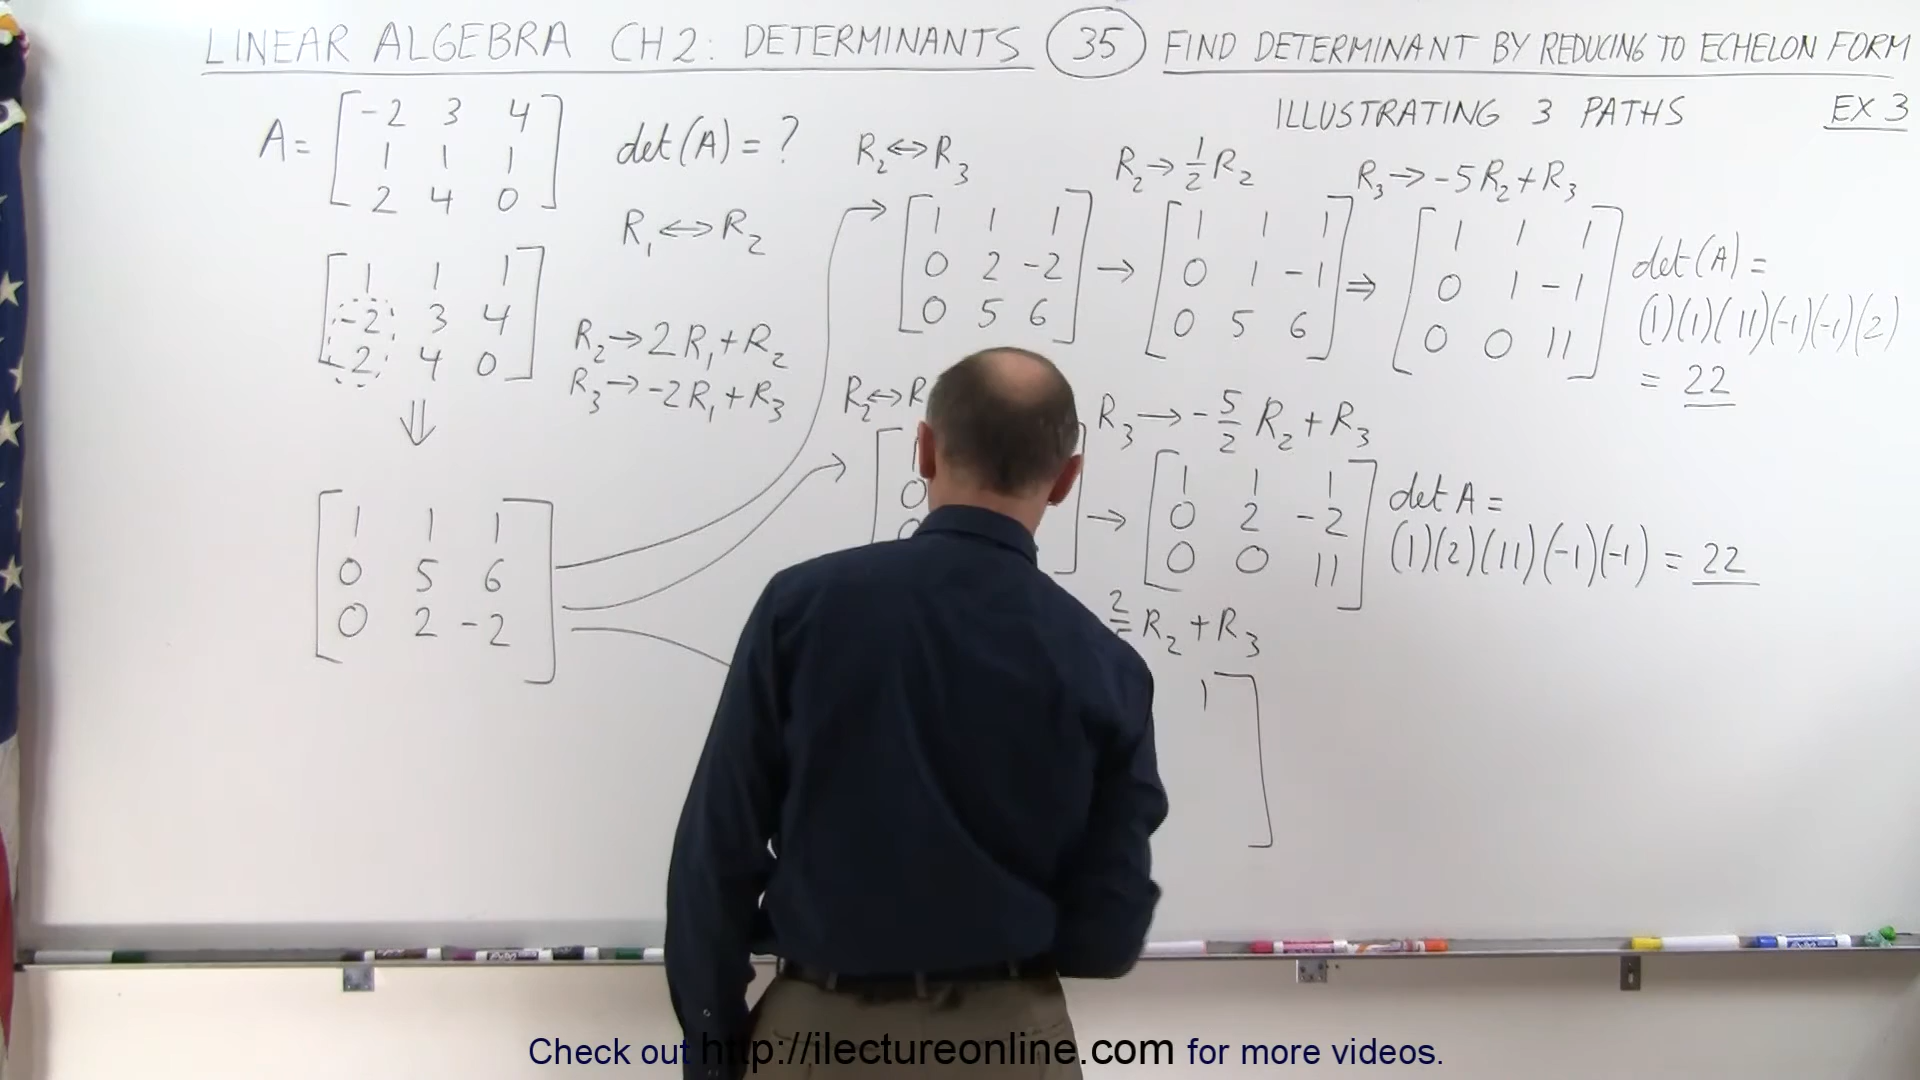 LINEAR ALGEBRA CH2: DETERMINANTS 35 FIND DETERMINANT BY REDUCING TO ECHELON FORM
ILLUSTRATING 3 PATHS EX 3
A = [-2 3 4
1 1 1
2 4 0]
det(A) = ?
R1 ↔ R2
[1 1 1
-2 3 4
2 4 0]
R2 → 2R1 + R2
R3 → -2R1 + R3
⇓
[1 1 1
0 5 6
0 2 -2]
R2 ↔ R3
→ [1 1 1
0 2 -2
0 5 6]
R2 → 1/2 R2
→ [1 1 1
0 1 -1
0 5 6]
R3 → -5R2 + R3
⇒ [1 1 1
0 1 -1
0 0 11]
det(A) =
(1)(1)(11)(-1)(-1)(2)
= 22
R2 ↔ R
→ [1
0
R3 → -5/2 R2 + R3
→ [1 1 1
0 2 -2
0 0 11]
det A =
(1)(2)(11)(-1)(-1) = 22
R2 + R3
1]
Check out http://ilectureonline.com for more videos.